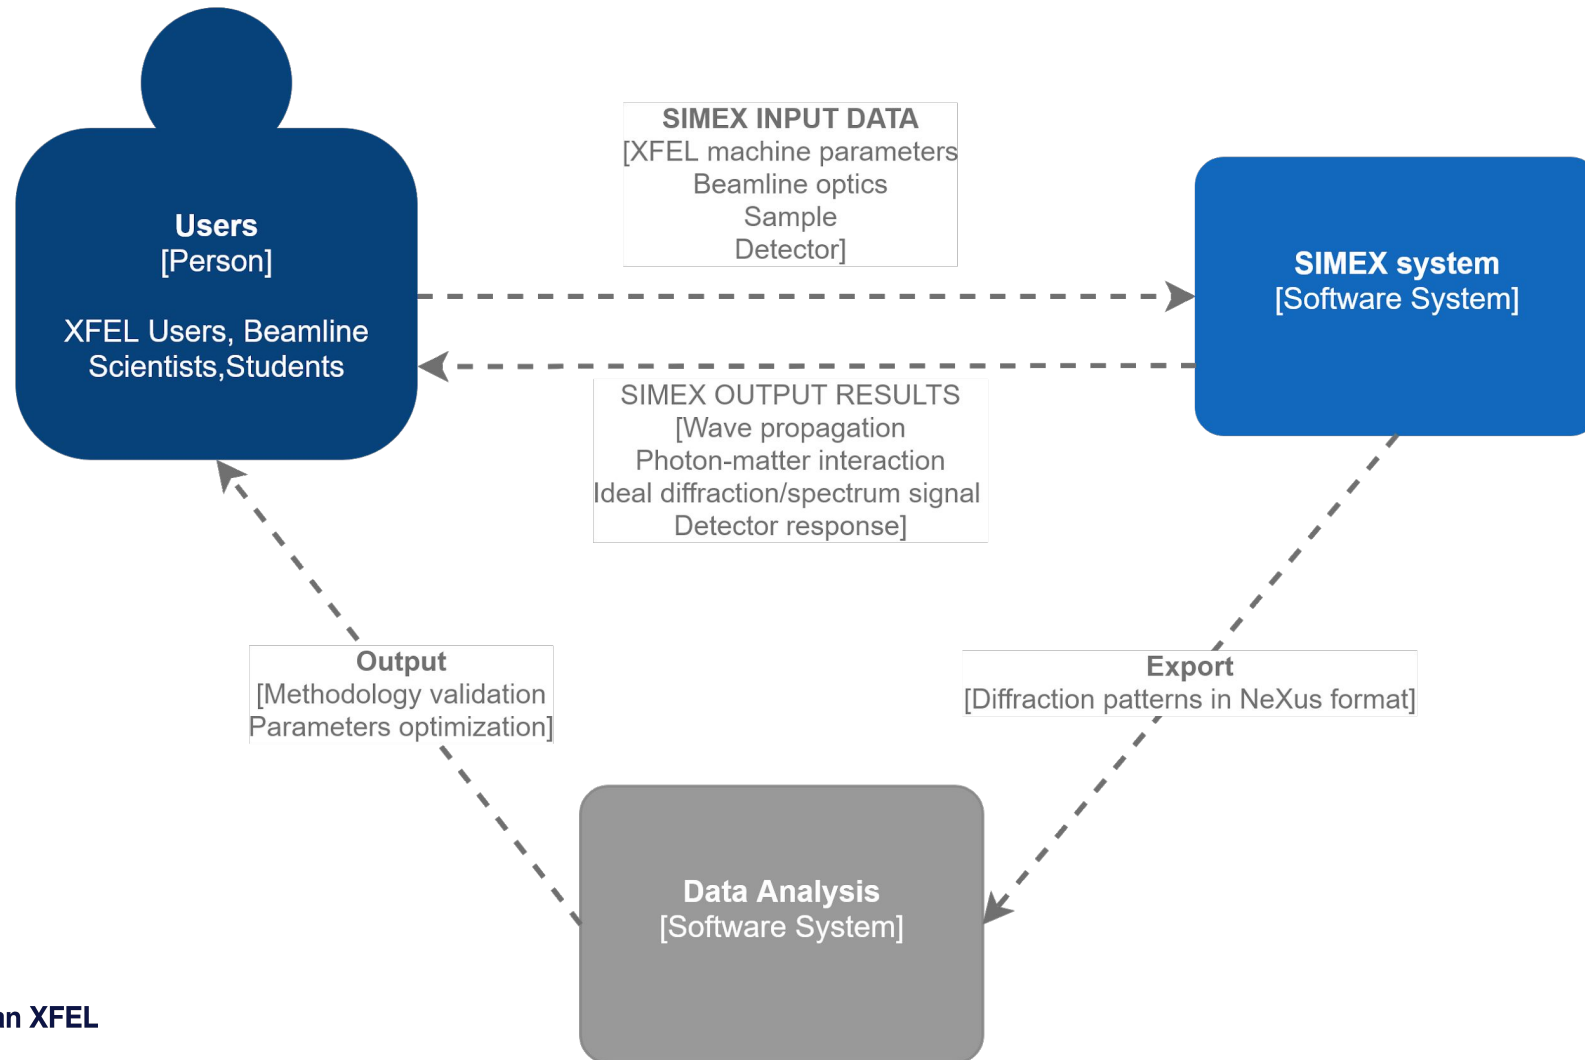 SIMEX INPUT DATA
[XFEL machine parameters
Beamline optics
Sample
Detector]
Users
[Person]
XFEL Users, Beamline
Scientists,Students
SIMEX system
[Software System]
SIMEX OUTPUT RESULTS
[Wave propagation
Photon-matter interaction
Ideal diffraction/spectrum signal
Detector response]
Output
[Methodology validation
Parameters optimization]
Export
[Diffraction patterns in NeXus format]
Data Analysis
[Software System]
an XFEL